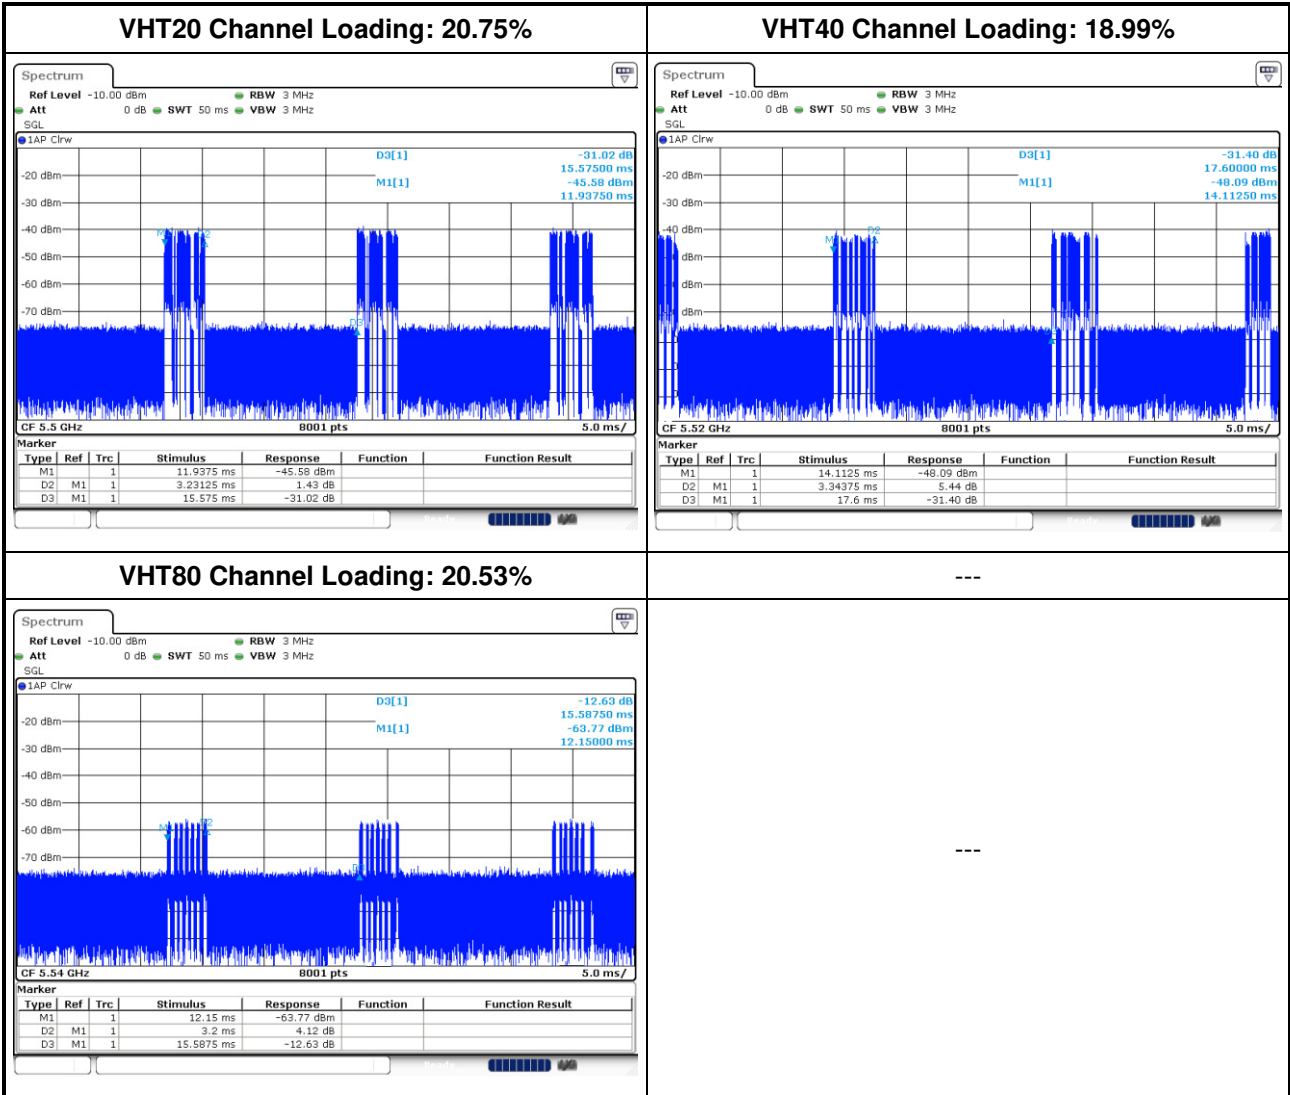 VHT20 Channel Loading: 20.75%
VHT40 Channel Loading: 18.99%
Spectrum
Ref Level -10.00 dBm RBW 3 MHz
Att 0 dB SWT 50 ms VBW 3 MHz
SGL
1AP Clrw
D3[1] -31.02 dB
15.57500 ms
-20 dBm
M1[1] -45.58 dBm
11.93750 ms
-30 dBm
-40 dBm
-50 dBm
-60 dBm
-70 dBm
D3
CF 5.5 GHz 8001 pts 5.0 ms/
Marker
Type Ref Trc Stimulus Response Function Function Result
M1 1 11.9375 ms -45.58 dBm
D2 M1 1 3.23125 ms 1.43 dB
D3 M1 1 15.575 ms -31.02 dB
Spectrum
Ref Level -10.00 dBm RBW 3 MHz
Att 0 dB SWT 50 ms VBW 3 MHz
SGL
1AP Clrw
D3[1] -31.40 dB
17.60000 ms
-20 dBm
M1[1] -48.09 dBm
14.11250 ms
-30 dBm
-40 dBm
D2
dBm
dBm
dBm
CF 5.52 GHz 8001 pts 5.0 ms/
Marker
Type Ref Trc Stimulus Response Function Function Result
M1 1 14.1125 ms -48.09 dBm
D2 M1 1 3.34375 ms 5.44 dB
D3 M1 1 17.6 ms -31.40 dB
VHT80 Channel Loading: 20.53%
---
Spectrum
Ref Level -10.00 dBm RBW 3 MHz
Att 0 dB SWT 50 ms VBW 3 MHz
SGL
1AP Clrw
D3[1] -12.63 dB
15.58750 ms
-20 dBm
M1[1] -63.77 dBm
12.15000 ms
-30 dBm
-40 dBm
-50 dBm
-60 dBm
-70 dBm
CF 5.54 GHz 8001 pts 5.0 ms/
Marker
Type Ref Trc Stimulus Response Function Function Result
M1 1 12.15 ms -63.77 dBm
D2 M1 1 3.2 ms 4.12 dB
D3 M1 1 15.5875 ms -12.63 dB
---